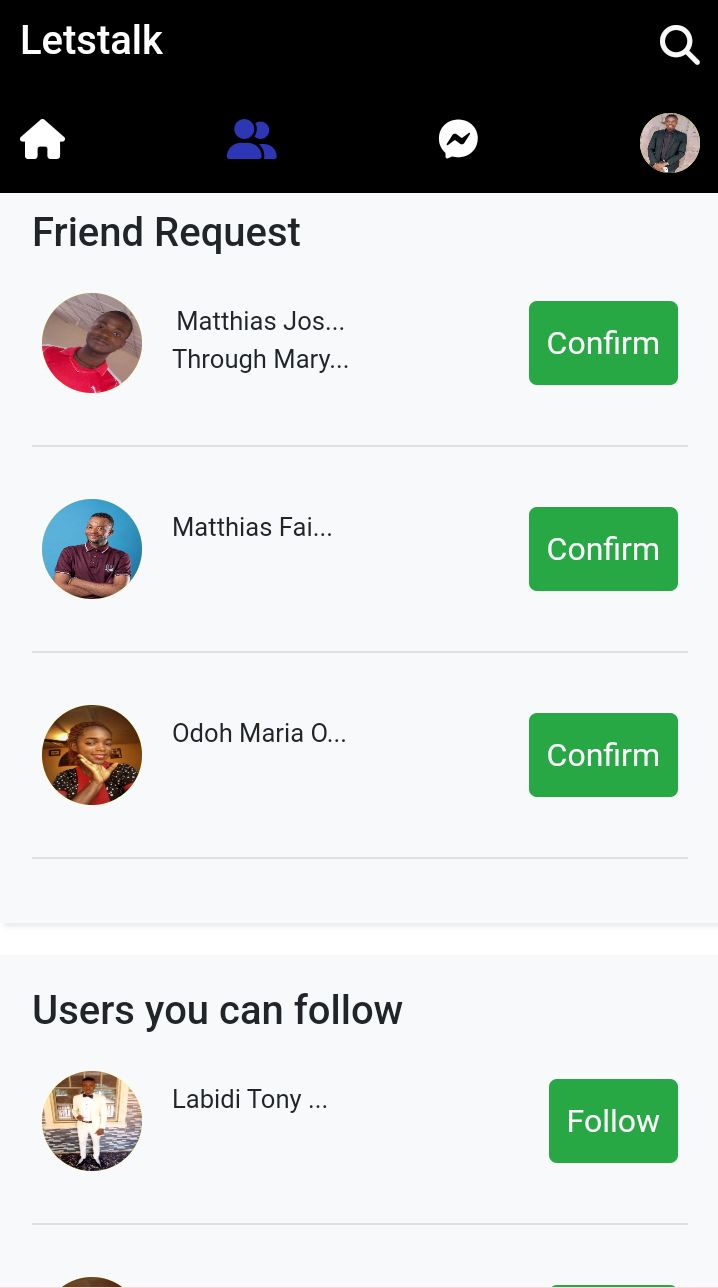 Letstalk
Friend Request
Matthias Jos...
Through Mary...
Confirm
Matthias Fai...
Confirm
Odoh Maria O...
Confirm
Users you can follow
Labidi Tony ...
Follow